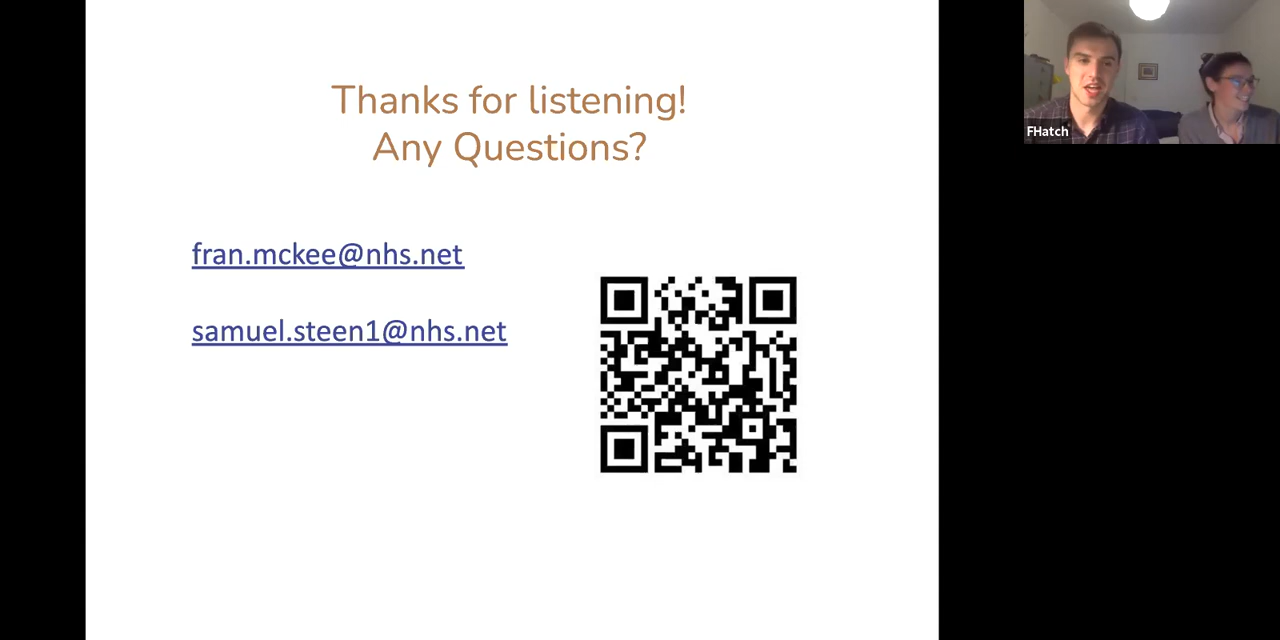 Thanks for listening!
Any Questions?
fran.mckee@nhs.net
samuel.steen1@nhs.net
FHatch